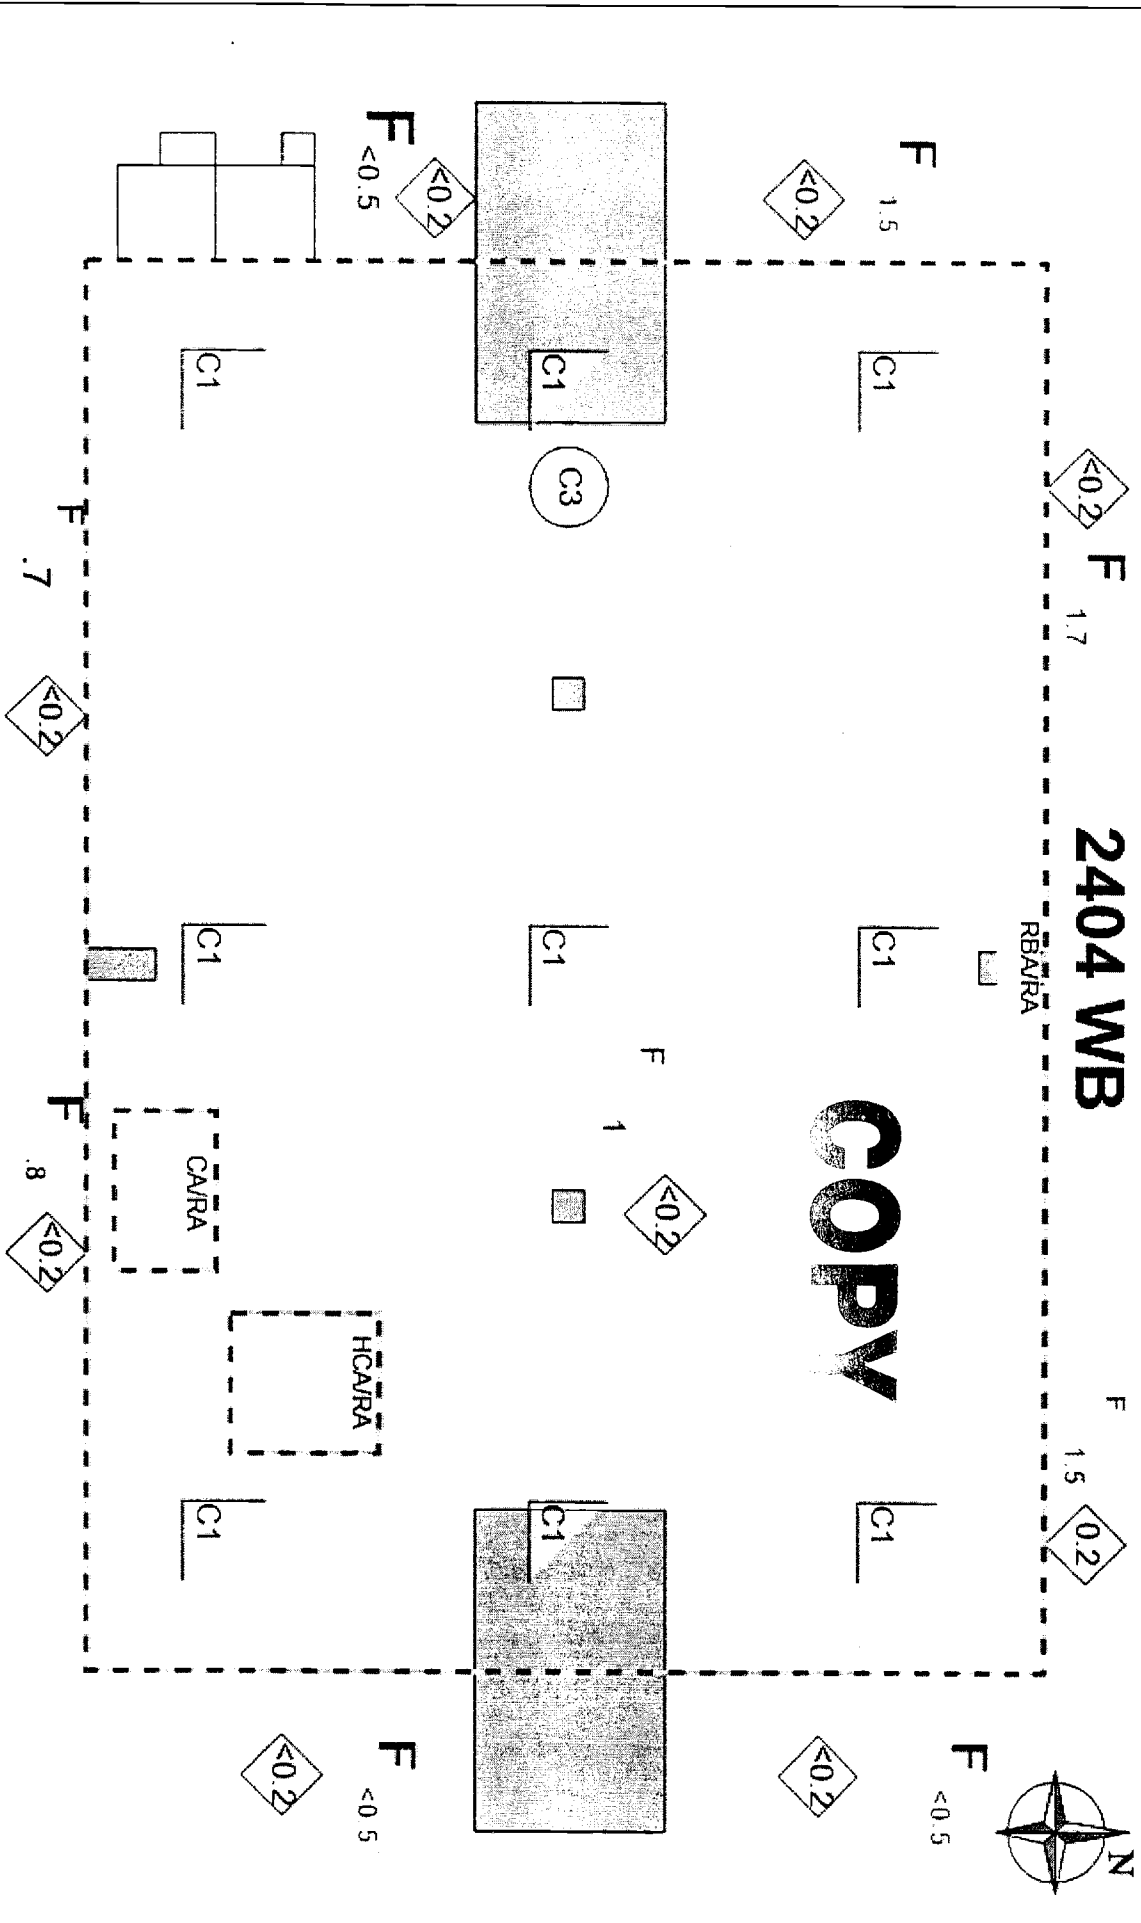 2404 WB
N
<0.2
F
1.7
F
1.5
0.2
RBA/RA
F
1.5
<0.2
F
<0.5
<0.2
C1
C1
C1
COPY
F
1
<0.2
C1
C3
C1
C1
F
<0.5
<0.2
HCA/RA
F
<0.5
<0.2
C1
C1
CA/RA
C1
F
.7
<0.2
F
.8
<0.2